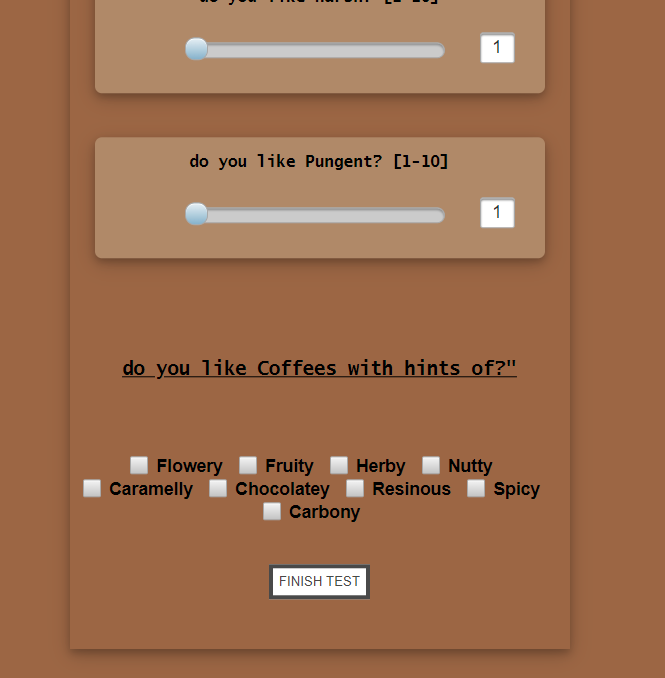 do you like Harsh? [1-10]
1
do you like Pungent? [1-10]
1
do you like Coffees with hints of?"
Flowery Fruity Herby Nutty
Caramelly Chocolatey Resinous Spicy
Carbony
FINISH TEST